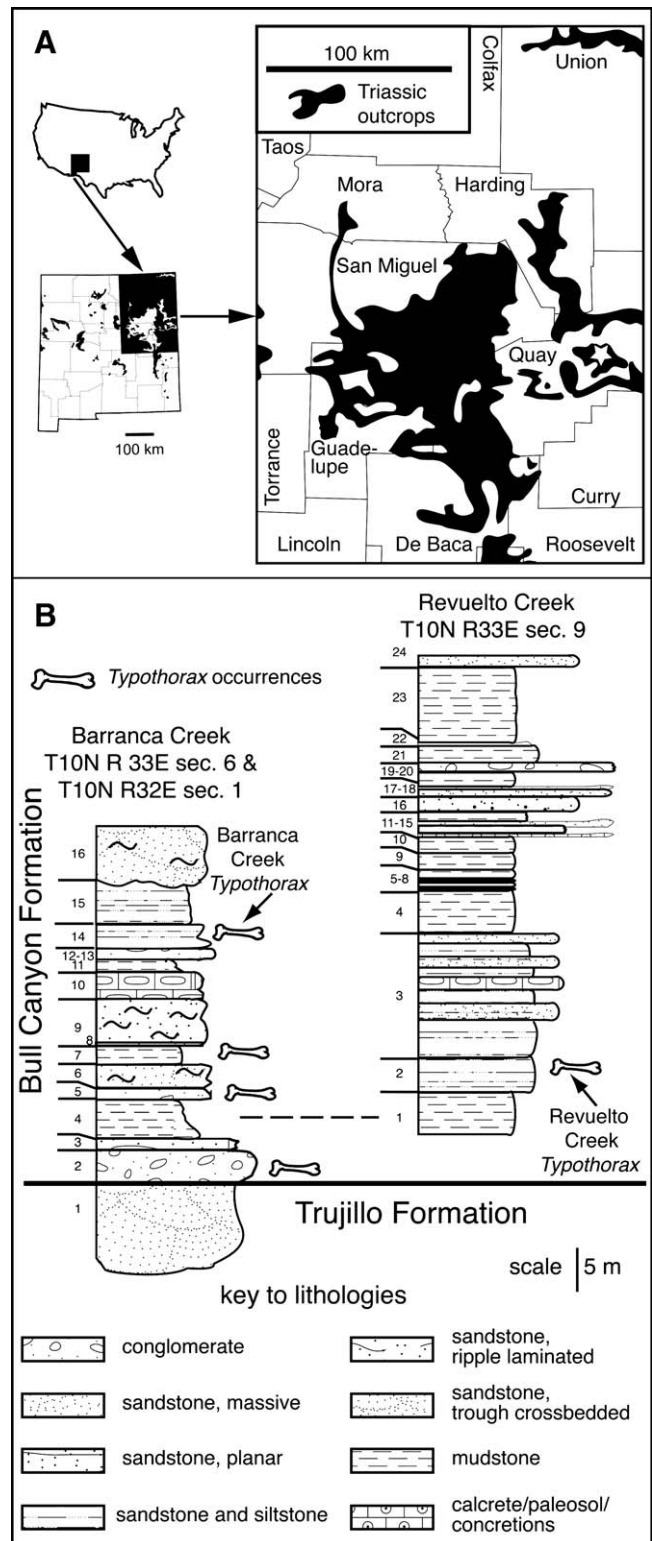 A
100 km
Triassic
outcrops
Colfax
Union
Taos
Mora
Harding
San Miguel
Quay
Torrance
Guade-
lupe
Curry
Lincoln
De Baca
Roosevelt
100 km
B
Typothorax occurrences
Barranca Creek
T10N R 33E sec. 6 &
T10N R32E sec. 1
Barranca
Creek
Typothorax
Bull Canyon Formation
16
15
14
12-13
11
10
9
8
7
6
5
4
3
2
1
Revuelto Creek
T10N R33E sec. 9
24
23
22
21
19-20
17-18
16
11-15
10
9
5-8
4
3
2
1
Revuelto
Creek
Typothorax
Trujillo Formation
scale 5 m
key to lithologies
conglomerate
sandstone, massive
sandstone, planar
sandstone and siltstone
sandstone,
ripple laminated
sandstone,
trough crossbedded
mudstone
calcrete/paleosol/
concretions